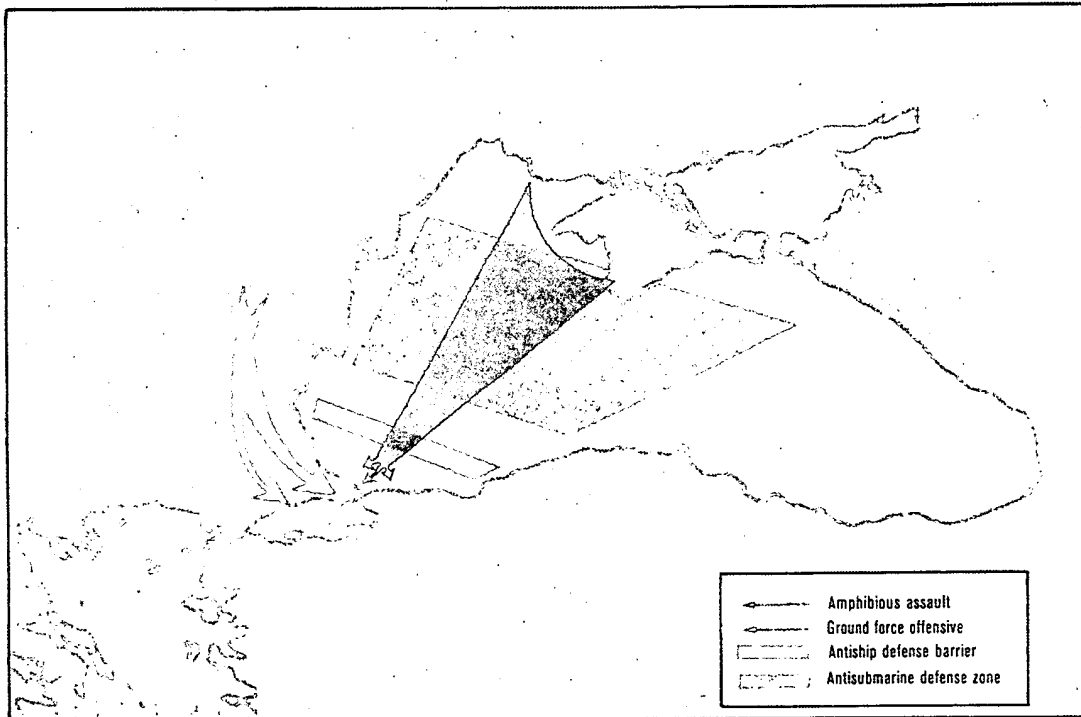 Amphibious assault
Ground force offensive
Antiship defense barrier
Antisubmarine defense zone